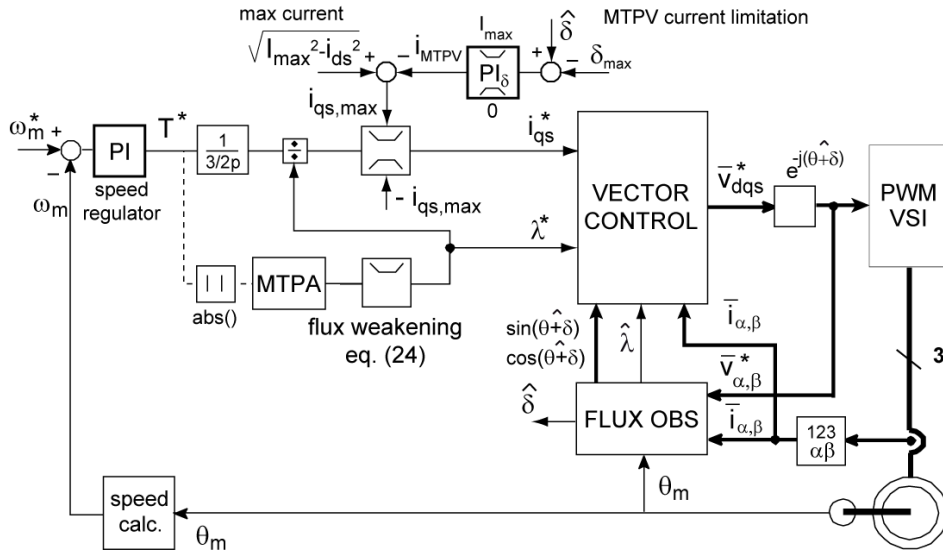 max current
MTPV current limitation
√I_max²-i_ds²
+
−
i_MTPV
I_max
PI_δ
0
+
δ̂
−
δ_max
i_qs,max
ω_m*
+
−
ω_m
PI
speed
regulator
T*
1
3/2p
÷
i_qs*
- i_qs,max
λ*
| |
abs()
MTPA
flux weakening
eq. (24)
VECTOR
CONTROL
v̄_dqs*
e^-j(θ+δ)^
PWM
VSI
3
sin(θ+δ)^
cos(θ+δ)^
λ̂
ī_α,β
v̄_α,β*
ī_α,β
δ̂
FLUX OBS
123
αβ
θ_m
speed
calc.
θ_m